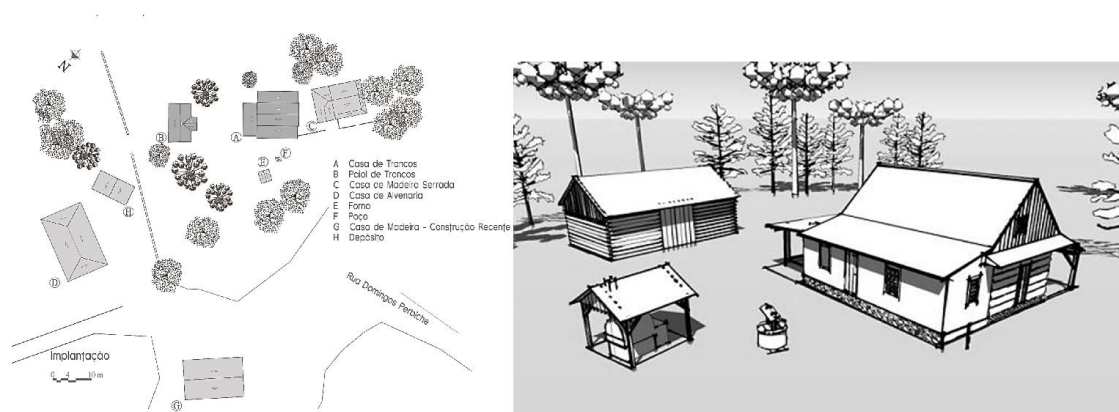 N
A
B
C
D
E
F
G
H
A Casa de Troncos
B Paiol de Troncos
C Casa de Madeira Serrada
D Casa de Alvenaria
E Forno
F Poço
G Casa de Madeira - Construção Recente
H Depósito
Rua Domingos Perbiche
Implantação
0 4 10 m